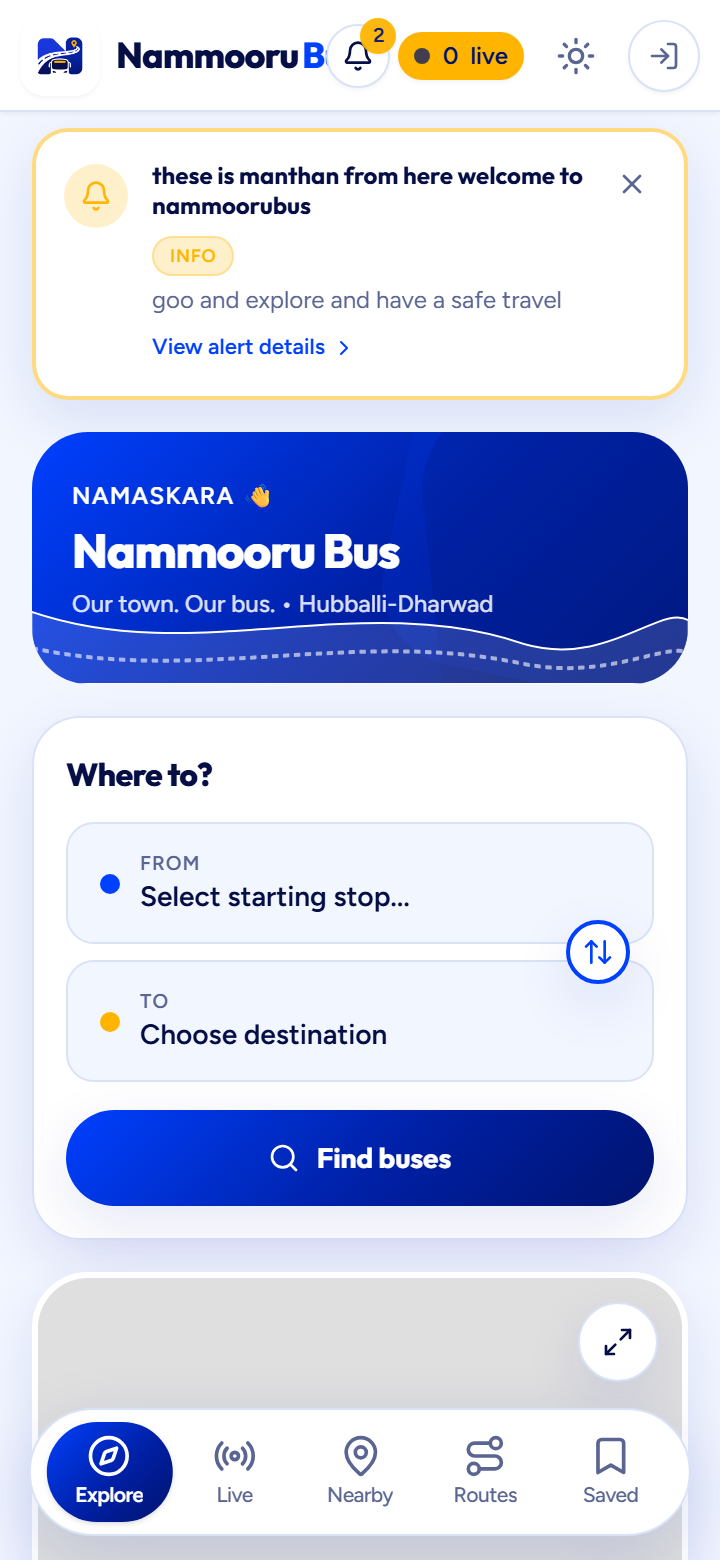 Nammooru B
2
0 live
these is manthan from here welcome to
nammoorubus
INFO
goo and explore and have a safe travel
View alert details
NAMASKARA 👋
Nammooru Bus
Our town. Our bus. • Hubballi-Dharwad
Where to?
FROM
Select starting stop...
TO
Choose destination
Find buses
Explore
Live
Nearby
Routes
Saved